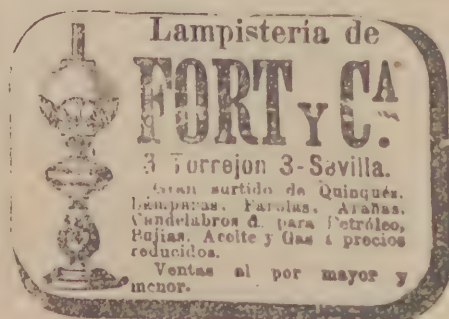 Lampisteria de
FORT Y C.A
3 Torrejon 3-Sevilla.
Gran surtido de Quinqués.
Lámparas. Farolas. Arañas.
Candelabros &. para Petróleo,
Bujias. Aceite y Gas á precios
reducidos.
Ventas al por mayor y
menor.